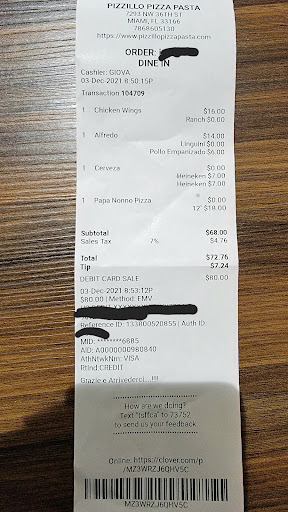 PIZZILLO PIZZA PASTA
7293 NW 36TH ST
MIAMI, FL 33166
7868605130
https://www.pizzillopizzapasta.com
ORDER:
DINE IN
Cashier: GIOVA
03-Dec-2021 8:50:15P
Transaction 104709
1 Chicken Wings $16.00
Ranch $0.00
1 Alfredo $14.00
Linguini $0.00
Pollo Empanizado $6.00
1 Cerveza $0.00
Heineken $7.00
Heineken $7.00
1 Papa Nonno Pizza $0.00
12" $18.00
Subtotal $68.00
Sales Tax 7% $4.76
Total $72.76
Tip $7.24
DEBIT CARD SALE $80.00
03-Dec-2021 8:53:12P
$80.00 | Method: EMV
Reference ID: 133800520855 | Auth ID:
MID: ********6885
AID: A0000000980840
AthNtwkNm: VISA
RtInd:CREDIT
Grazie e Arrivederci...!!!
How are we doing?
Text "tsffca" to 73752
to send us your feedback
Online: https://clover.com/p
/MZ3WRZJ6QHV5C
MZ3WRZJ6QHV5C